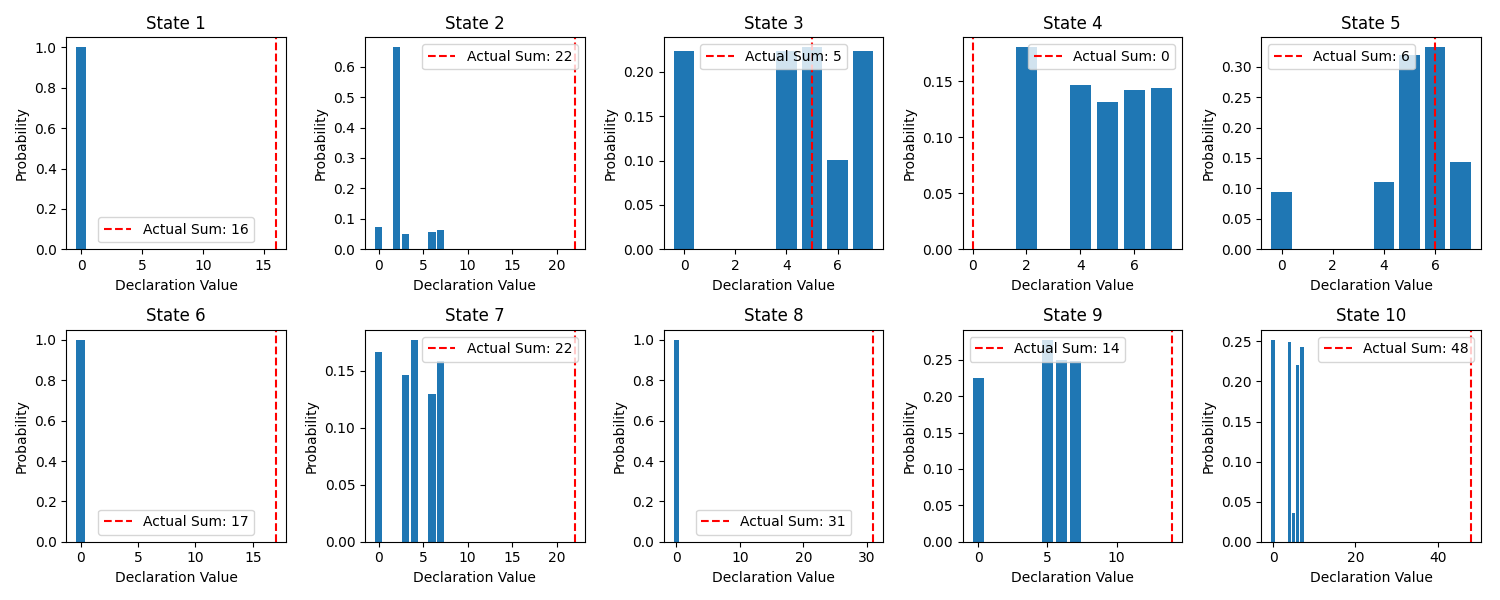 State 1
Probability
1.0
0.8
0.6
0.4
0.2
0.0
Actual Sum: 16
0 5 10 15
Declaration Value
State 2
Probability
0.6
0.5
0.4
0.3
0.2
0.1
0.0
Actual Sum: 22
0 5 10 15 20
Declaration Value
State 3
Probability
0.20
0.15
0.10
0.05
0.00
Actual Sum: 5
0 2 4 6
Declaration Value
State 4
Probability
0.15
0.10
0.05
0.00
Actual Sum: 0
0 2 4 6
Declaration Value
State 5
Probability
0.30
0.25
0.20
0.15
0.10
0.05
0.00
Actual Sum: 6
0 2 4 6
Declaration Value
State 6
Probability
1.0
0.8
0.6
0.4
0.2
0.0
Actual Sum: 17
0 5 10 15
Declaration Value
State 7
Probability
0.15
0.10
0.05
0.00
Actual Sum: 22
0 5 10 15 20
Declaration Value
State 8
Probability
1.0
0.8
0.6
0.4
0.2
0.0
Actual Sum: 31
0 10 20 30
Declaration Value
State 9
Probability
0.25
0.20
0.15
0.10
0.05
0.00
Actual Sum: 14
0 5 10
Declaration Value
State 10
Probability
0.25
0.20
0.15
0.10
0.05
0.00
Actual Sum: 48
0 20 40
Declaration Value